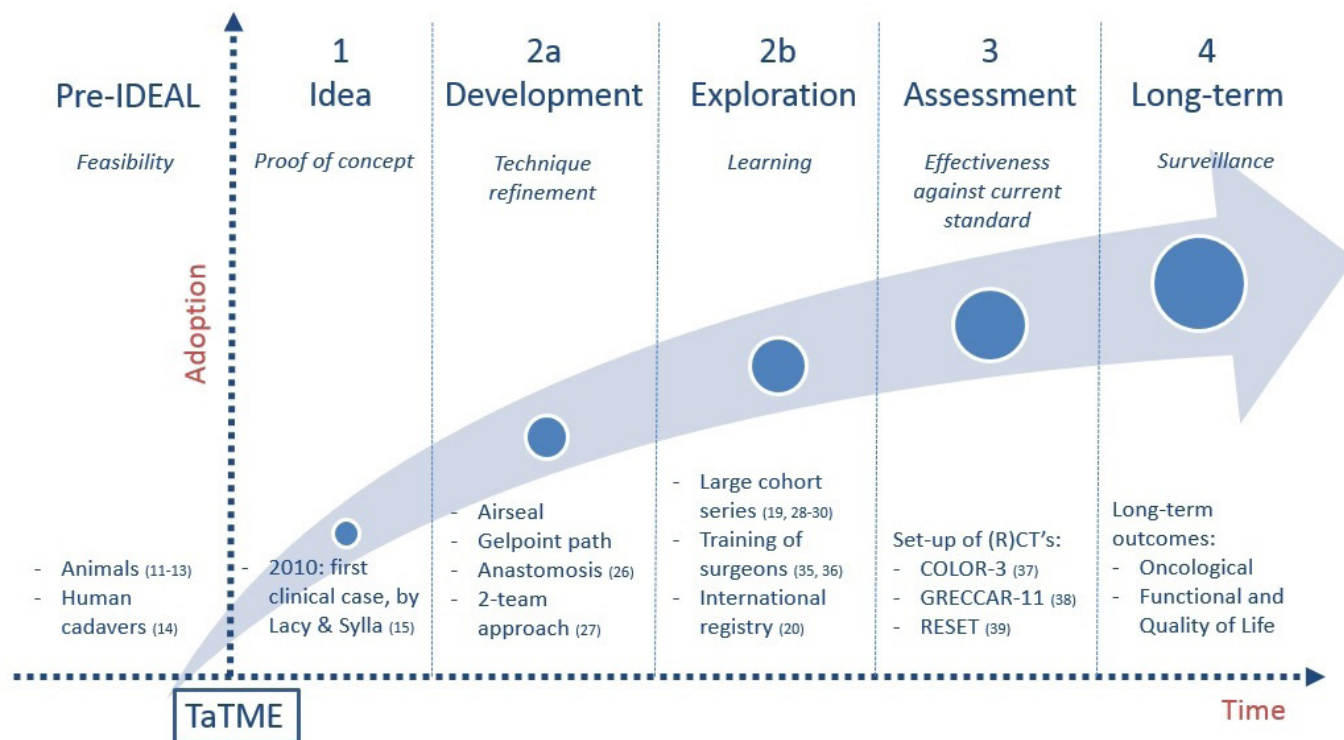 Pre-IDEAL
Feasibility
1
Idea
Proof of concept
2a
Development
Technique
refinement
2b
Exploration
Learning
3
Assessment
Effectiveness
against current
standard
4
Long-term
Surveillance
Adoption
- Animals (11-13)
- Human
cadavers (14)
- 2010: first
clinical case, by
Lacy & Sylla (15)
- Airseal
- Gelpoint path
- Anastomosis (26)
- 2-team
approach (27)
- Large cohort
series (19, 28-30)
- Training of
surgeons (35, 36)
- International
registry (20)
Set-up of (R)CT's:
- COLOR-3 (37)
- GRECCAR-11 (38)
- RESET (39)
Long-term
outcomes:
- Oncological
- Functional and
Quality of Life
TaTME
Time